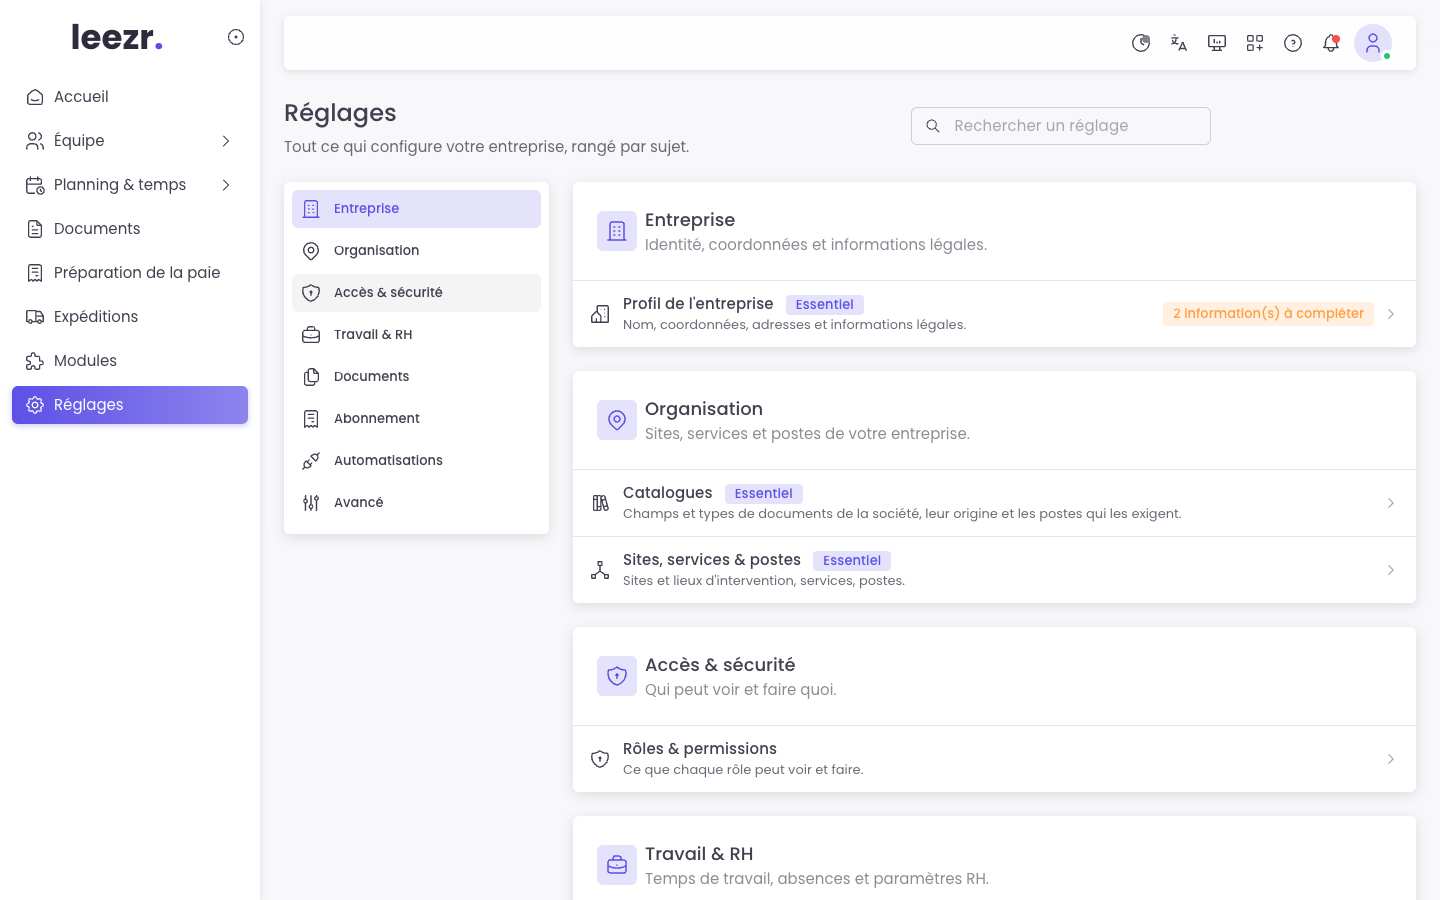 leezr.
Accueil
Équipe
Planning & temps
Documents
Préparation de la paie
Expéditions
Modules
Réglages
Réglages
Tout ce qui configure votre entreprise, rangé par sujet.
Rechercher un réglage
Entreprise
Organisation
Accès & sécurité
Travail & RH
Documents
Abonnement
Automatisations
Avancé
Entreprise
Identité, coordonnées et informations légales.
Profil de l'entreprise Essentiel
Nom, coordonnées, adresses et informations légales.
2 information(s) à compléter
Organisation
Sites, services et postes de votre entreprise.
Catalogues Essentiel
Champs et types de documents de la société, leur origine et les postes qui les exigent.
Sites, services & postes Essentiel
Sites et lieux d'intervention, services, postes.
Accès & sécurité
Qui peut voir et faire quoi.
Rôles & permissions
Ce que chaque rôle peut voir et faire.
Travail & RH
Temps de travail, absences et paramètres RH.